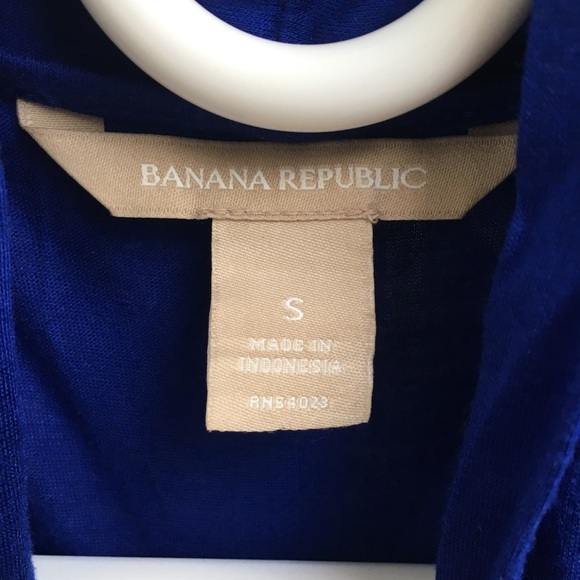 BANANA REPUBLIC
S
MADE IN
INDONESIA
RN54023